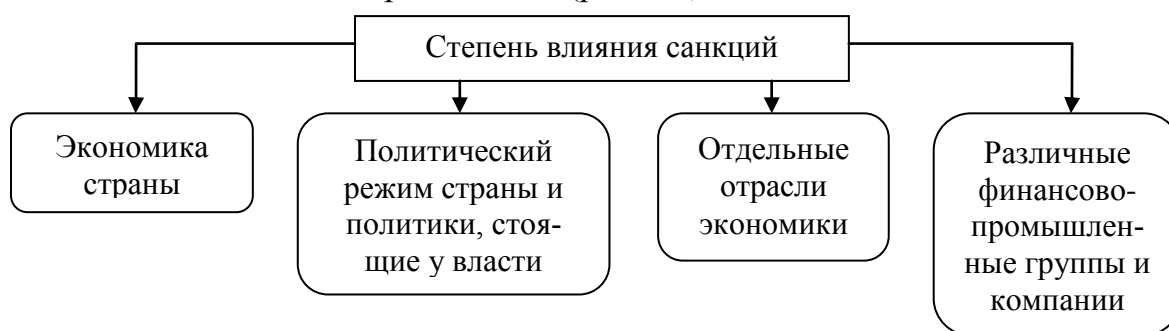 Степень влияния санкций
Экономика
страны
Политический
режим страны и
политики, стоя-
щие у власти
Отдельные
отрасли
экономики
Различные
финансово-
промышлен-
ные группы и
компании